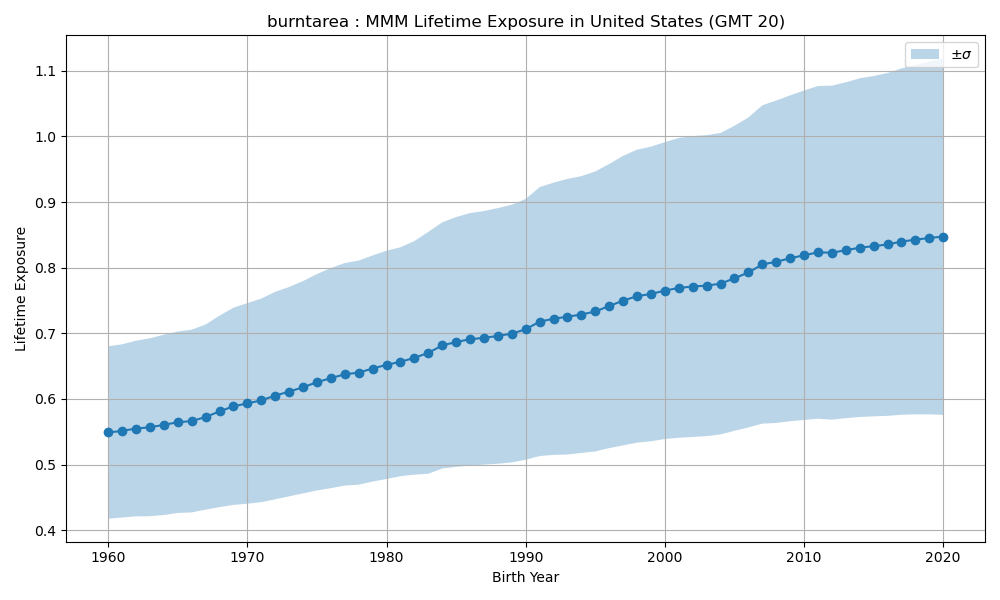 burntarea : MMM Lifetime Exposure in United States (GMT 20)
±σ
1.1
1.0
0.9
0.8
0.7
0.6
0.5
0.4
Lifetime Exposure
1960 1970 1980 1990 2000 2010 2020
Birth Year